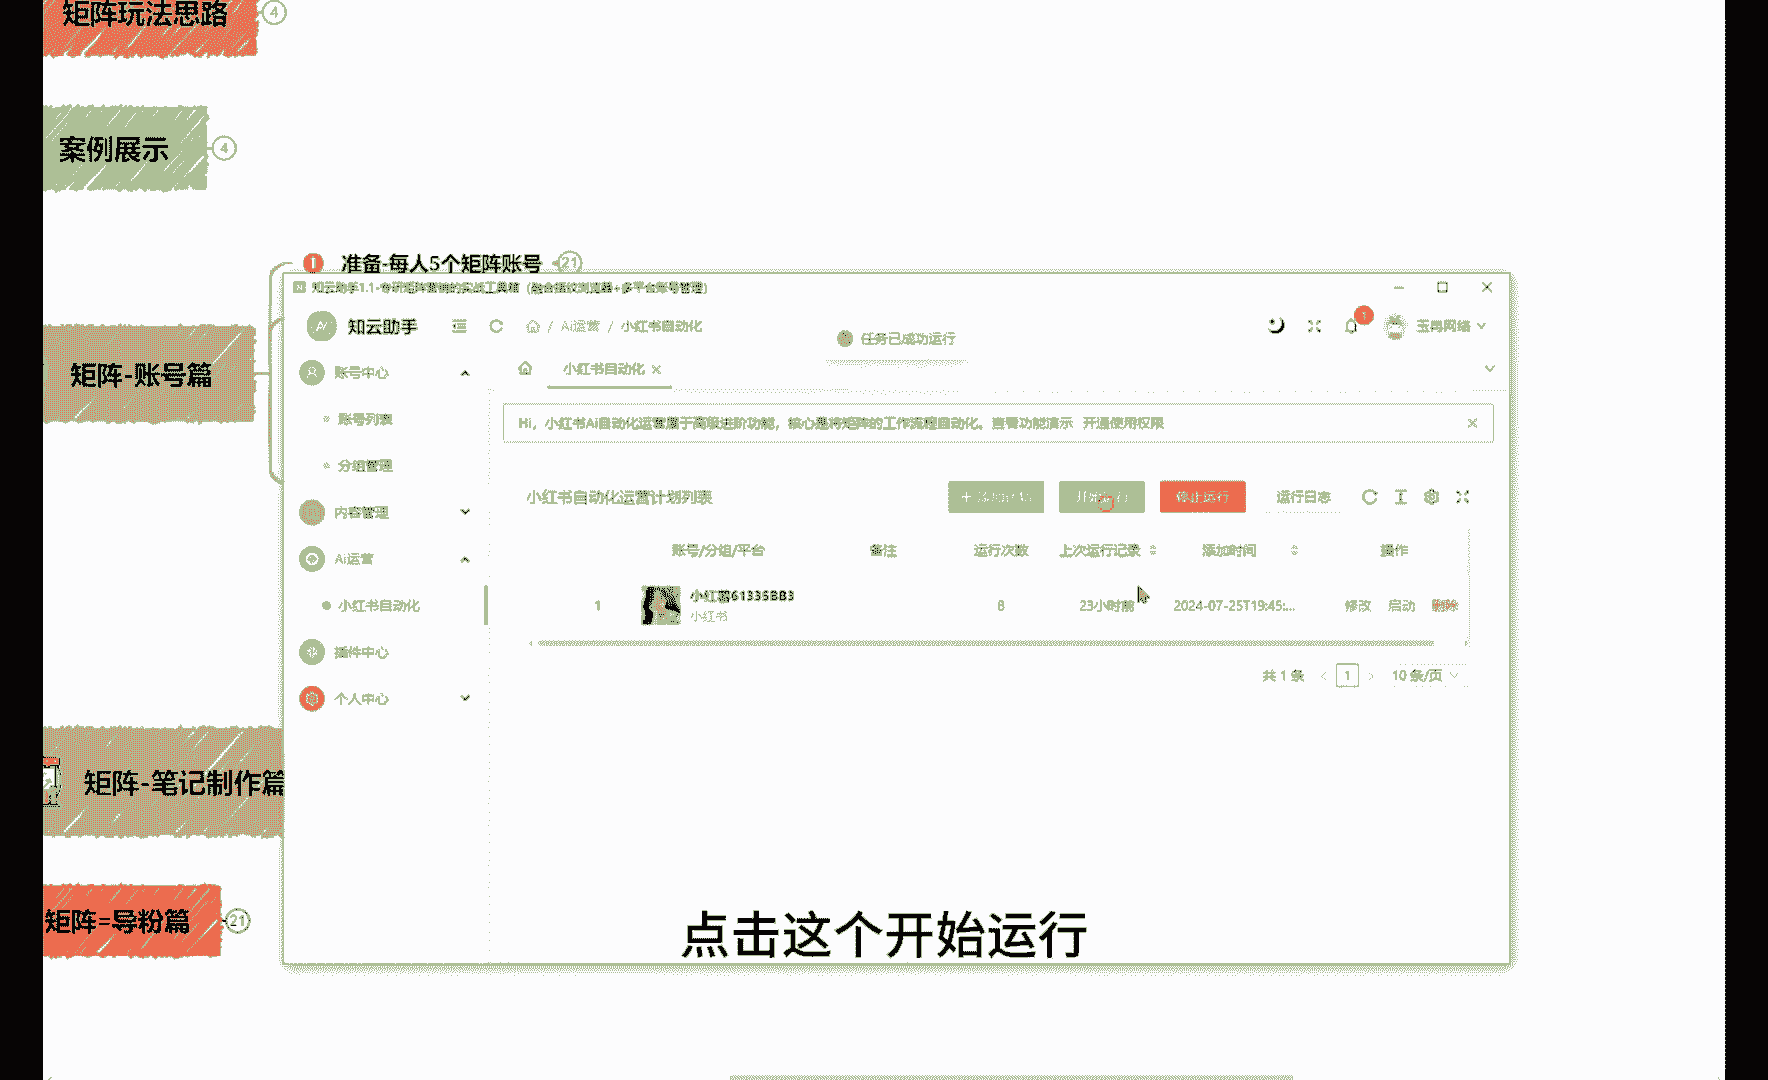 矩阵玩法思路 4
案例展示 4
1 准备-每人5个矩阵账号 21
矩阵-账号篇
矩阵-笔记制作篇
矩阵=导粉篇 21
知云助手1.1-专研矩阵营销的实战工具箱（融合指纹浏览器+多平台账号管理）
知云助手
/ Ai运营 / 小红书自动化
任务已成功运行
1
账号中心
账号列表
分组管理
内容管理
Ai运营
小红书自动化
插件中心
个人中心
小红书自动化
Hi，小红书Ai自动化运营属于高级进阶功能，核心是将矩阵的工作流程自动化。查看功能演示 开通使用权限
小红书自动化运营计划列表
开始运行 停止运行 运行日志
账号/分组/平台 备注 运行次数 上次运行记录 添加时间 操作
1 小红薯61335BB3 8 23小时前 2024-07-25T19:45:... 修改 启动 删除
小红书
共 1 条 1 10 条/页
点击这个开始运行